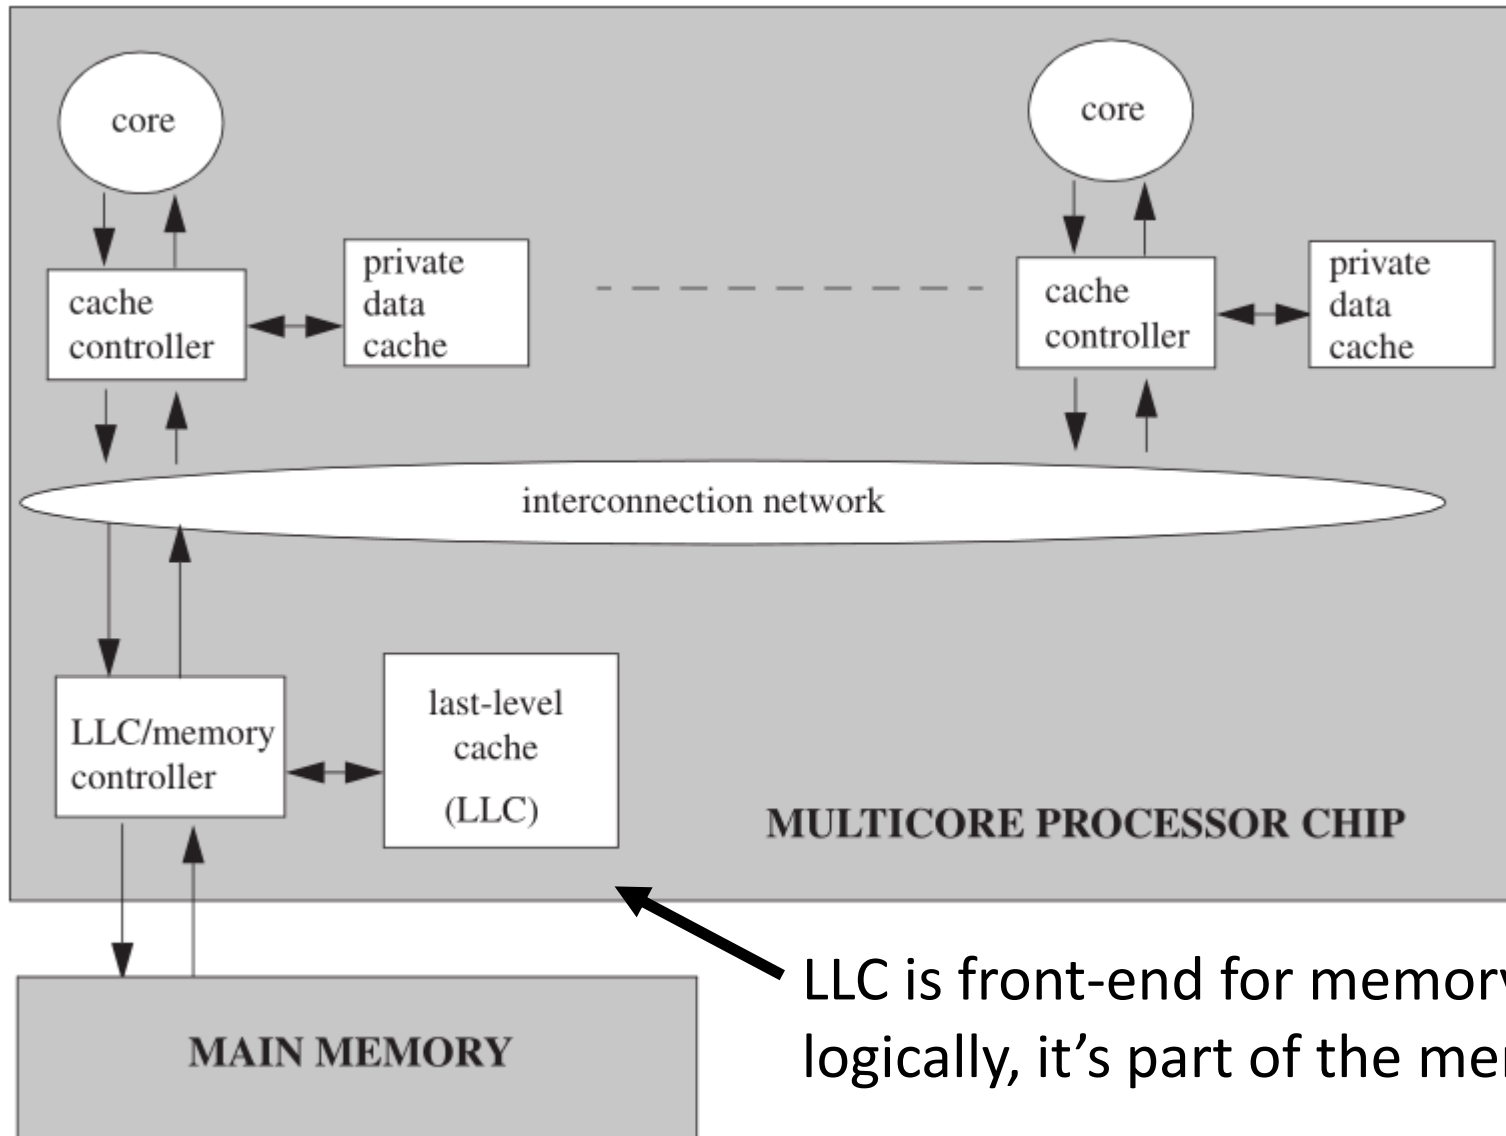 core
core
cache
controller
private
data
cache
cache
controller
private
data
cache
interconnection network
LLC/memory
controller
last-level
cache
(LLC)
MULTICORE PROCESSOR CHIP
MAIN MEMORY
LLC is front-end for memory
logically, it’s part of the